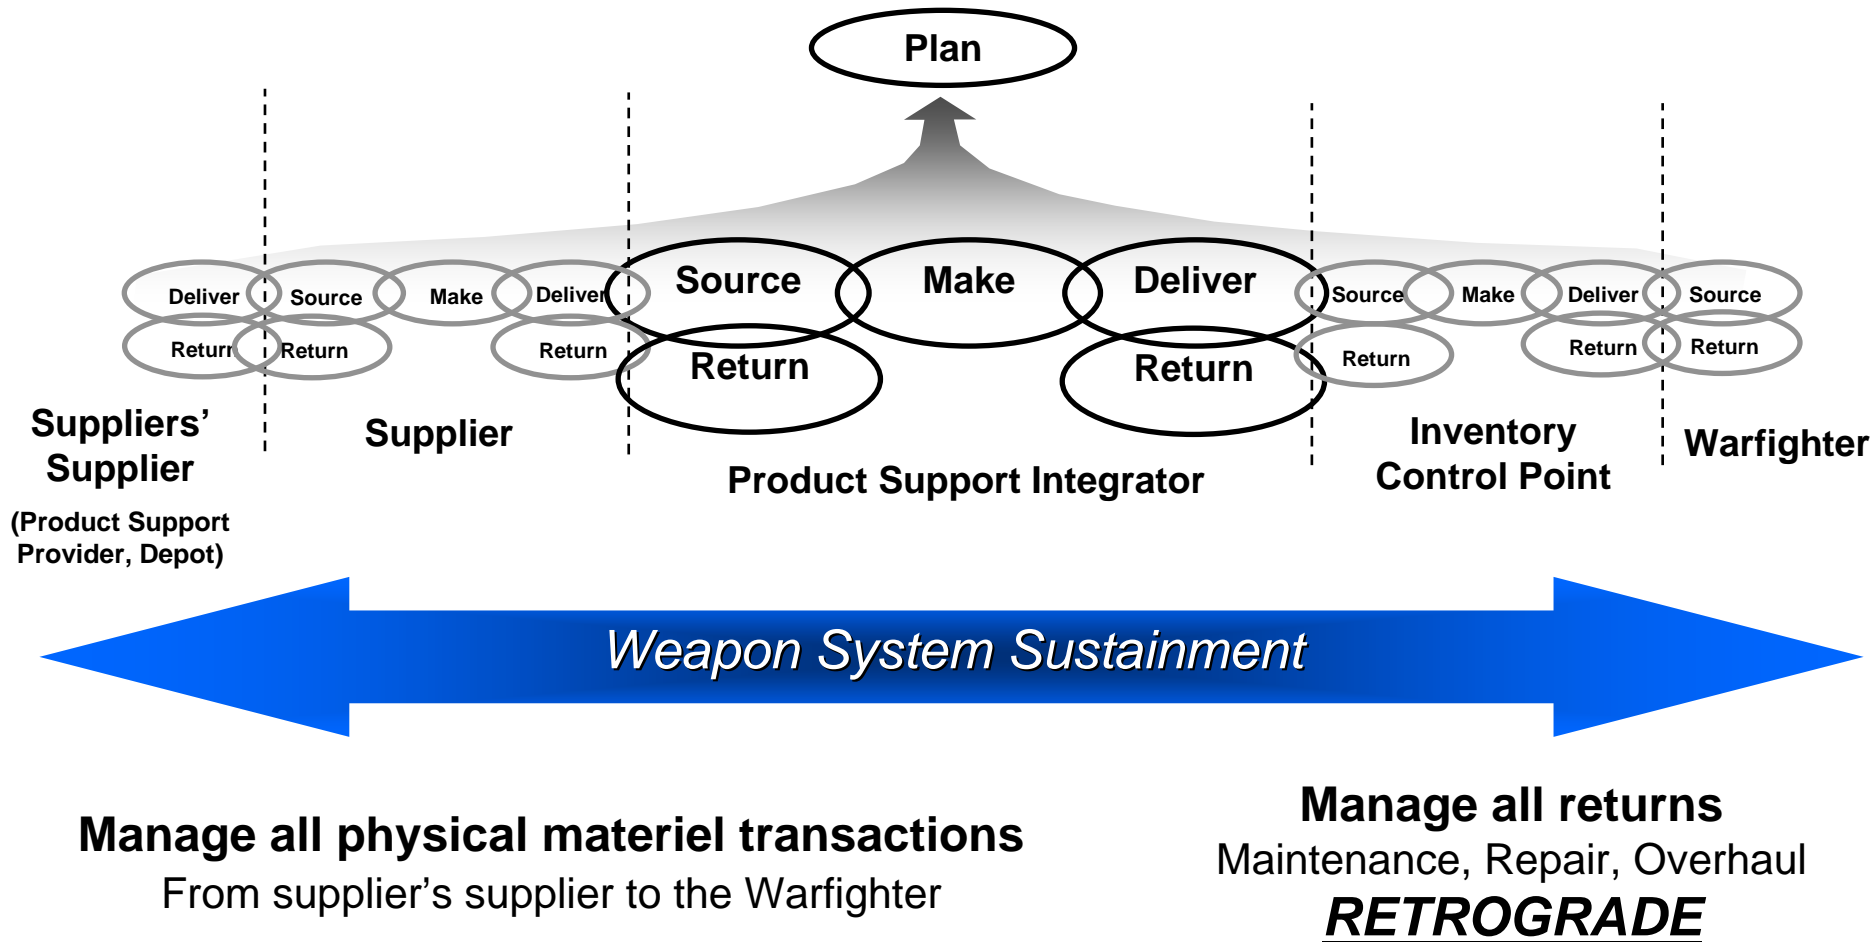 Plan
Deliver
Source
Make
Deliver
Source
Make
Deliver
Source
Make
Deliver
Source
Return
Return
Return
Return
Return
Return
Return
Return
Suppliers’
Supplier
(Product Support
Provider, Depot)
Supplier
Product Support Integrator
Inventory
Control Point
Warfighter
Weapon System Sustainment
Manage all physical materiel transactions
From supplier’s supplier to the Warfighter
Manage all returns
Maintenance, Repair, Overhaul
RETROGRADE